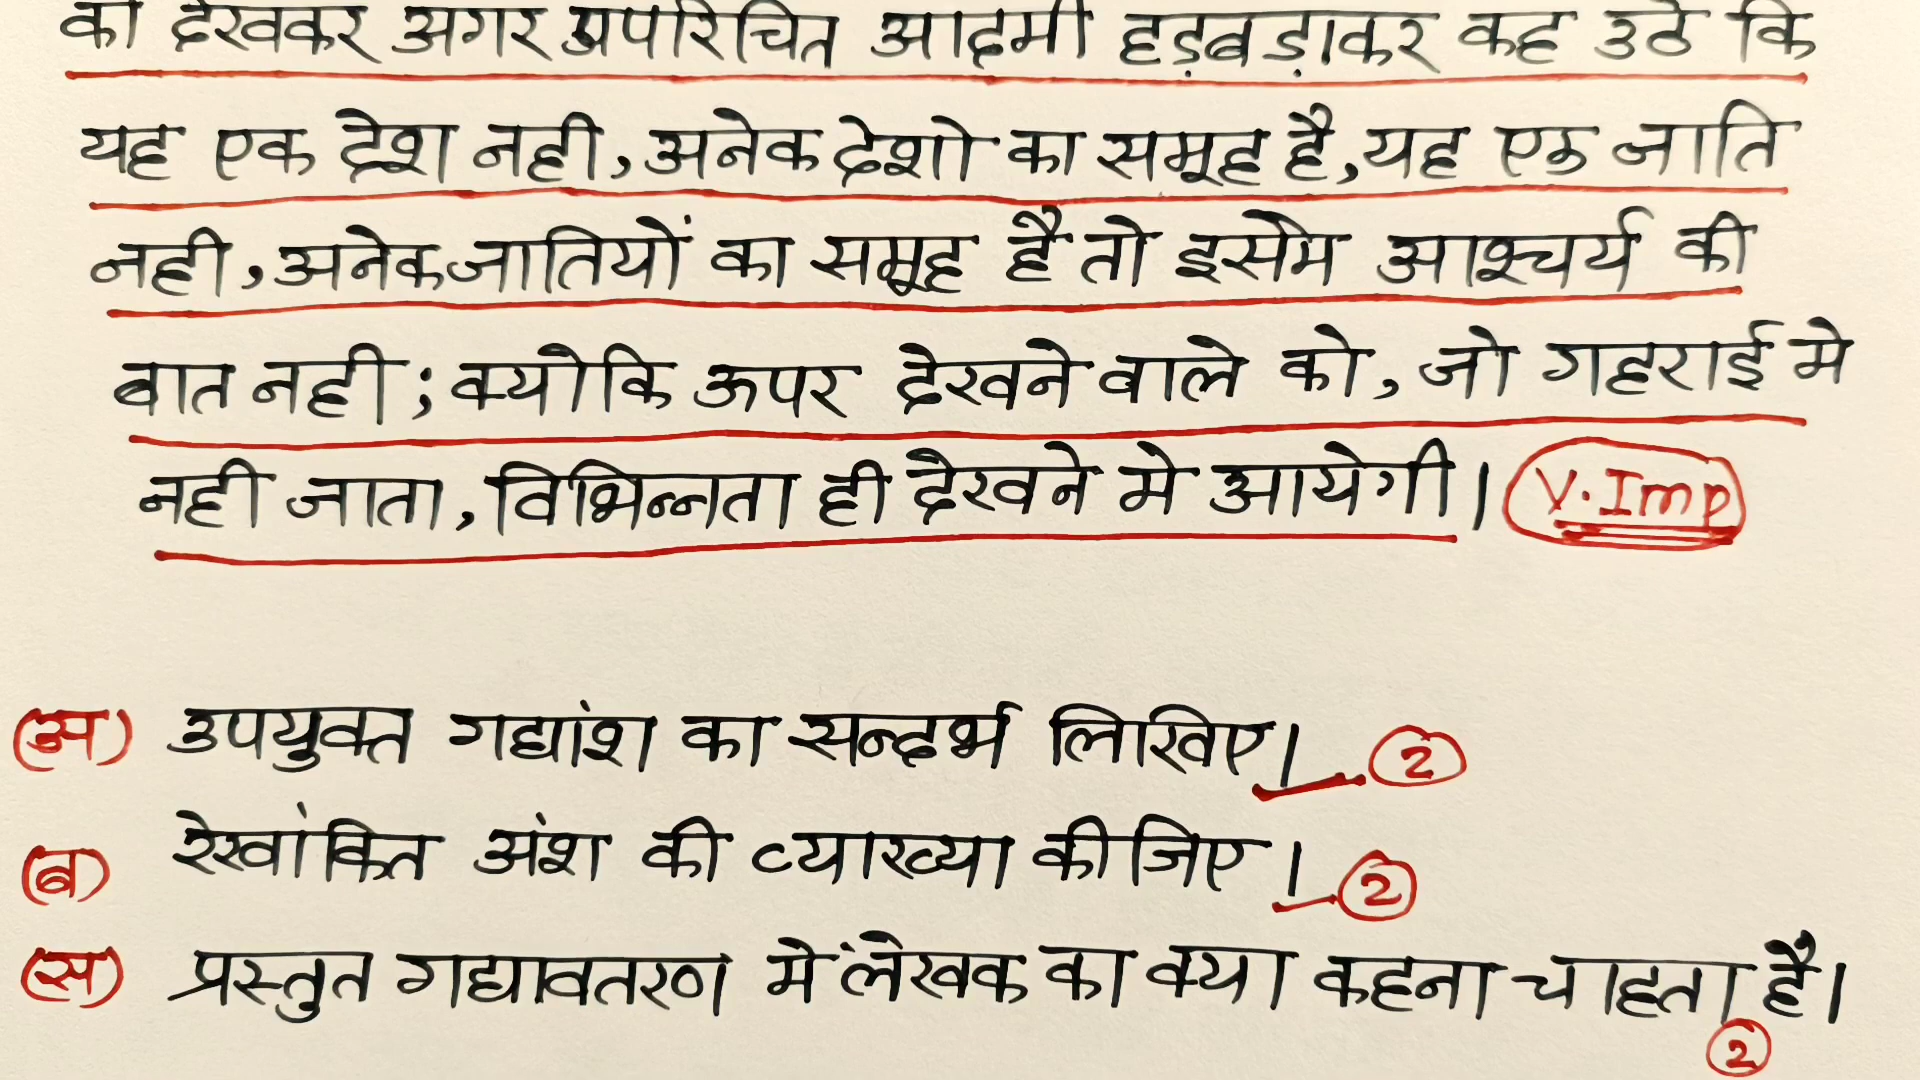 को देखकर अगर अपरिचित आदमी हड़बड़ाकर कह उठे कि
यह एक देश नही, अनेक देशो का समूह है, यह एक जाति
नही, अनेक जातियों का समूह है तो इसमे आश्चर्य की
बात नही; क्योकि ऊपर देखने वाले को, जो गहराई मे
नही जाता, विभिन्नता ही देखने मे आयेगी। V. Imp
(अ) उपयुक्त गद्यांश का सन्दर्भ लिखिए। 2
(ब) रेखांकित अंश की व्याख्या कीजिए। 2
(स) प्रस्तुत गद्यावतरण में लेखक का क्या कहना चाहता है।
2